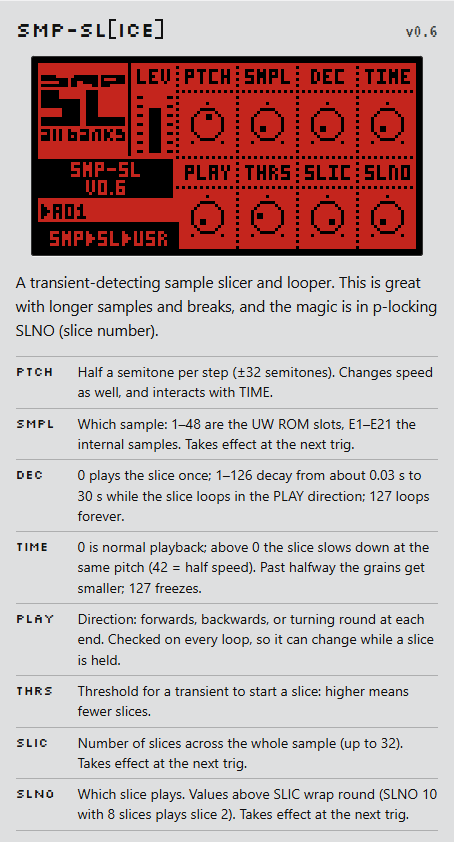 SMP-SL[ICE]
v0.6
SMP
SL
all banks
LEV PTCH SMPL DEC TIME
SMP-SL
V0.6
PLAY THRS SLIC SLNO
A01
SMP▶SL▶USR
A transient-detecting sample slicer and looper. This is great
with longer samples and breaks, and the magic is in p-locking
SLNO (slice number).
PTCH Half a semitone per step (±32 semitones). Changes speed
as well, and interacts with TIME.
SMPL Which sample: 1–48 are the UW ROM slots, E1–E21 the
internal samples. Takes effect at the next trig.
DEC 0 plays the slice once; 1–126 decay from about 0.03 s to
30 s while the slice loops in the PLAY direction; 127 loops
forever.
TIME 0 is normal playback; above 0 the slice slows down at the
same pitch (42 = half speed). Past halfway the grains get
smaller; 127 freezes.
PLAY Direction: forwards, backwards, or turning round at each
end. Checked on every loop, so it can change while a slice
is held.
THRS Threshold for a transient to start a slice: higher means
fewer slices.
SLIC Number of slices across the whole sample (up to 32).
Takes effect at the next trig.
SLNO Which slice plays. Values above SLIC wrap round (SLNO 10
with 8 slices plays slice 2). Takes effect at the next trig.